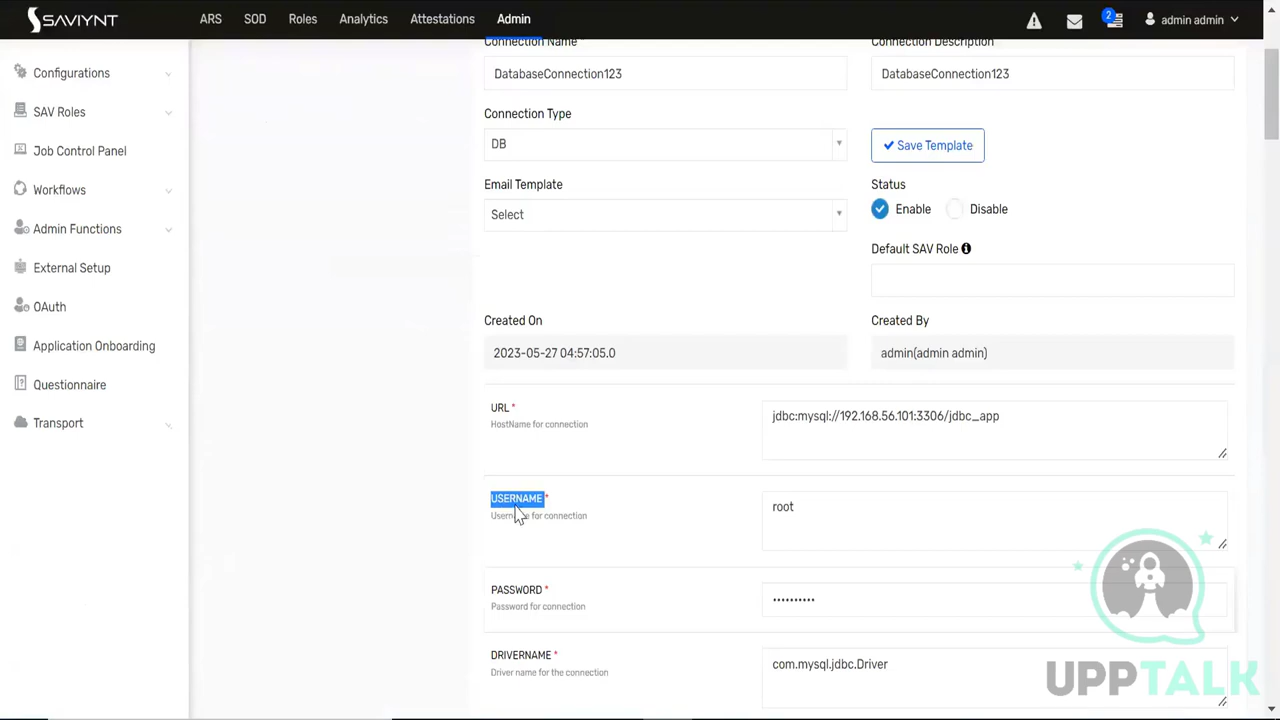 SAVIYNT
ARS SOD Roles Analytics Attestations Admin
2
admin admin
Configurations
SAV Roles
Job Control Panel
Workflows
Admin Functions
External Setup
OAuth
Application Onboarding
Questionnaire
Transport
Connection Name *
Connection Description
DatabaseConnection123
DatabaseConnection123
Connection Type
DB
Save Template
Email Template
Select
Status
Enable Disable
Default SAV Role
Created On
2023-05-27 04:57:05.0
Created By
admin(admin admin)
URL *
HostName for connection
jdbc:mysql://192.168.56.101:3306/jdbc_app
USERNAME *
Username for connection
root
PASSWORD *
Password for connection
••••••••••
DRIVERNAME *
Driver name for the connection
com.mysql.jdbc.Driver
UPPTALK